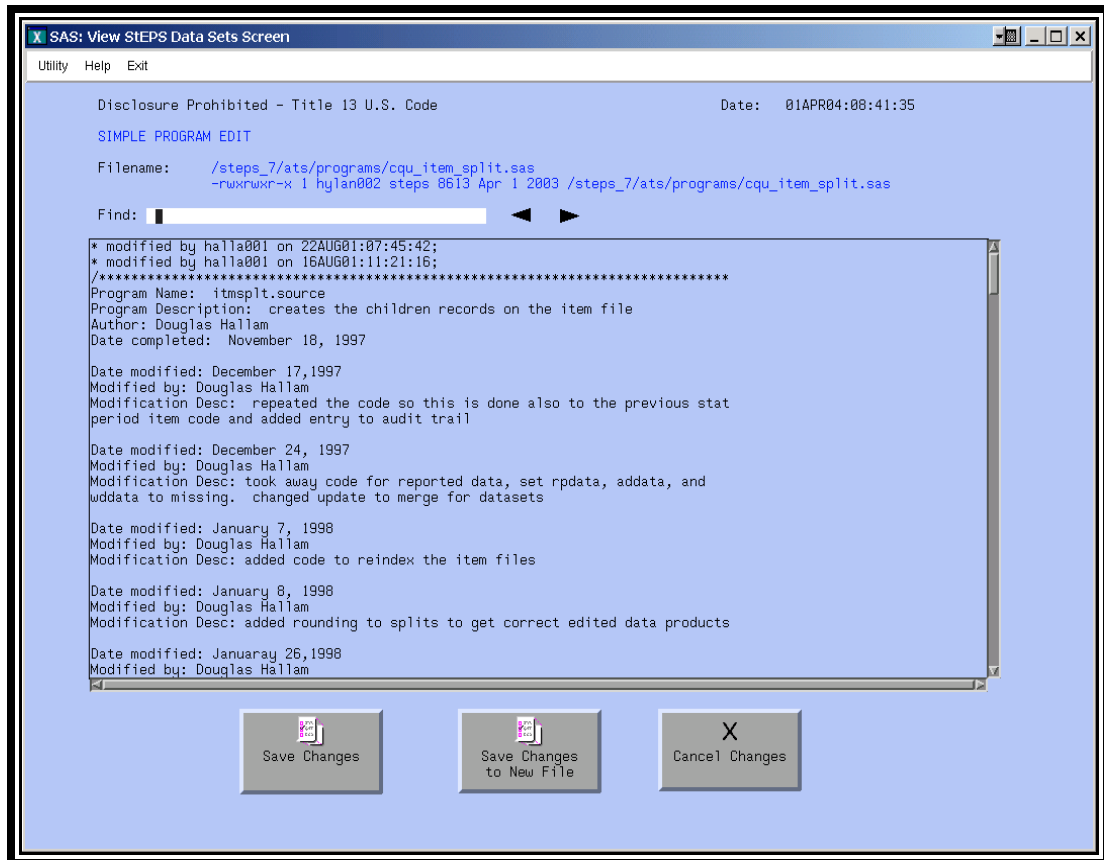 SAS: View StEPS Data Sets Screen
Utility Help Exit
Disclosure Prohibited - Title 13 U.S. Code Date: 01APR04:08:41:35
SIMPLE PROGRAM EDIT
Filename: /steps_7/ats/programs/cqu_item_split.sas
-rwxrwxr-x 1 hylan002 steps 8613 Apr 1 2003 /steps_7/ats/programs/cqu_item_split.sas
Find:
* modified by halla001 on 22AUG01:07:45:42;
* modified by halla001 on 16AUG01:11:21:16;
/******************************************************************************
Program Name: itmsplt.source
Program Description: creates the children records on the item file
Author: Douglas Hallam
Date completed: November 18, 1997
Date modified: December 17,1997
Modified by: Douglas Hallam
Modification Desc: repeated the code so this is done also to the previous stat
period item code and added entry to audit trail
Date modified: December 24, 1997
Modified by: Douglas Hallam
Modification Desc: took away code for reported data, set rpdata, addata, and
wddata to missing. changed update to merge for datasets
Date modified: January 7, 1998
Modified by: Douglas Hallam
Modification Desc: added code to reindex the item files
Date modified: January 8, 1998
Modified by: Douglas Hallam
Modification Desc: added rounding to splits to get correct edited data products
Date modified: Januaray 26,1998
Modified by: Douglas Hallam
Save Changes
Save Changes
to New File
X
Cancel Changes